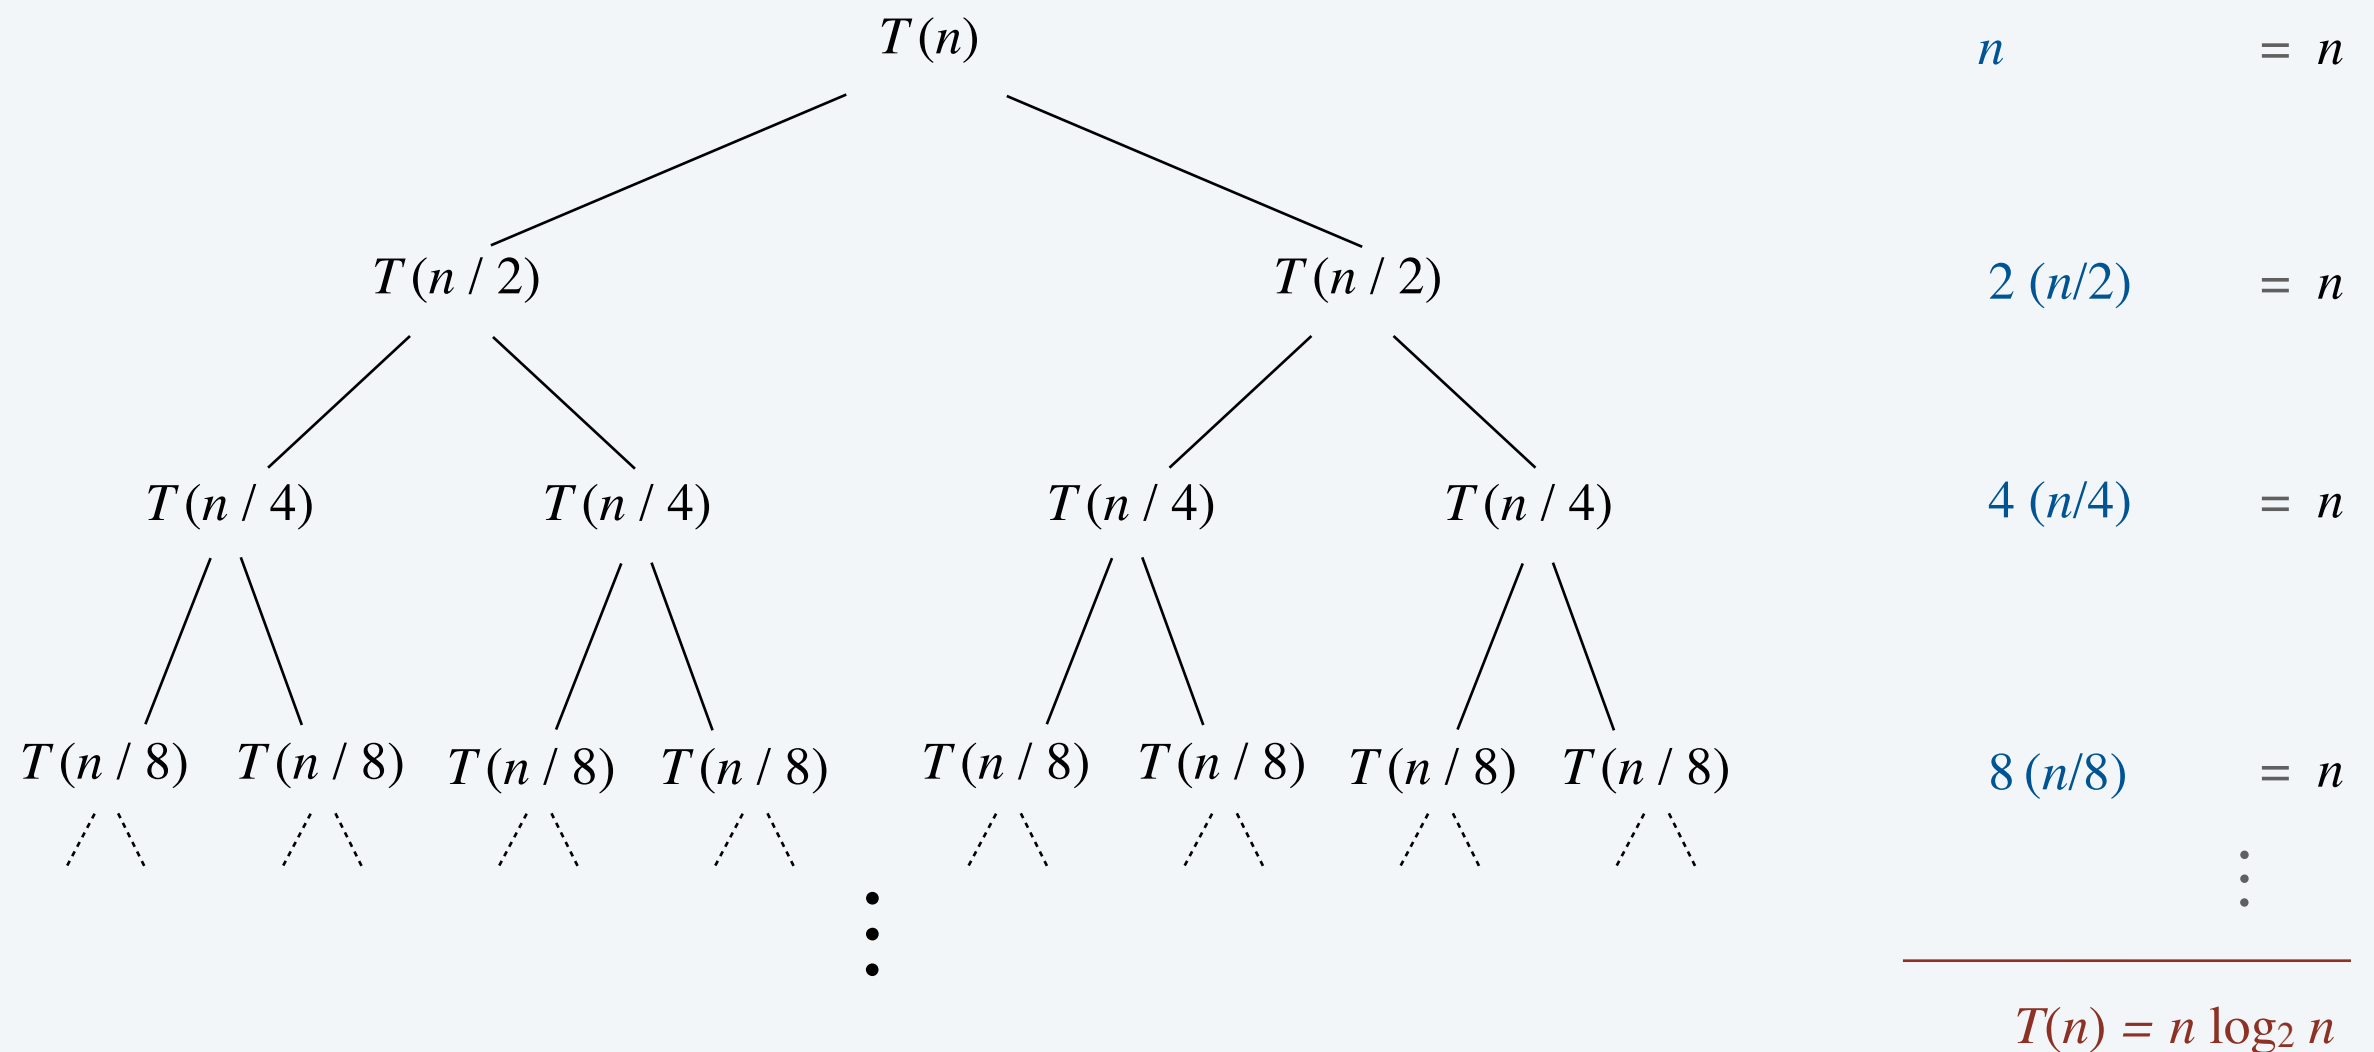 T (n) n = n
T (n / 2) T (n / 2) 2 (n/2) = n
T (n / 4) T (n / 4) T (n / 4) T (n / 4) 4 (n/4) = n
T (n / 8) T (n / 8) T (n / 8) T (n / 8) T (n / 8) T (n / 8) T (n / 8) T (n / 8) 8 (n/8) = n
⋮ ⋮
T(n) = n log₂ n